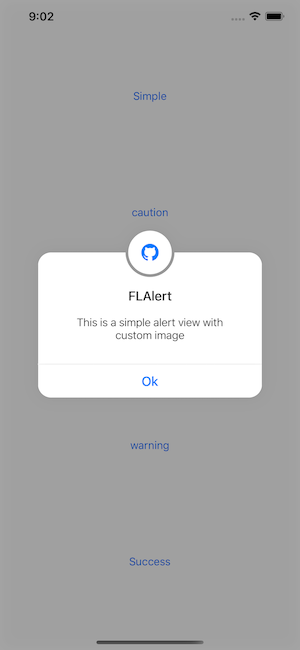 9:02
Simple
caution
FLAlert
This is a simple alert view with
custom image
Ok
warning
Success